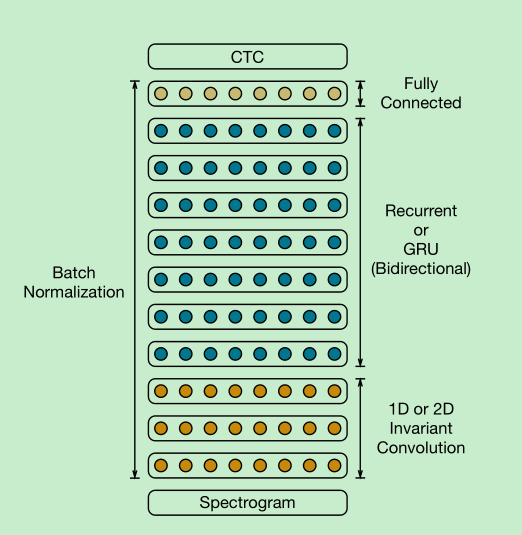 CTC
Fully
Connected
Recurrent
or
GRU
(Bidirectional)
Batch
Normalization
1D or 2D
Invariant
Convolution
Spectrogram